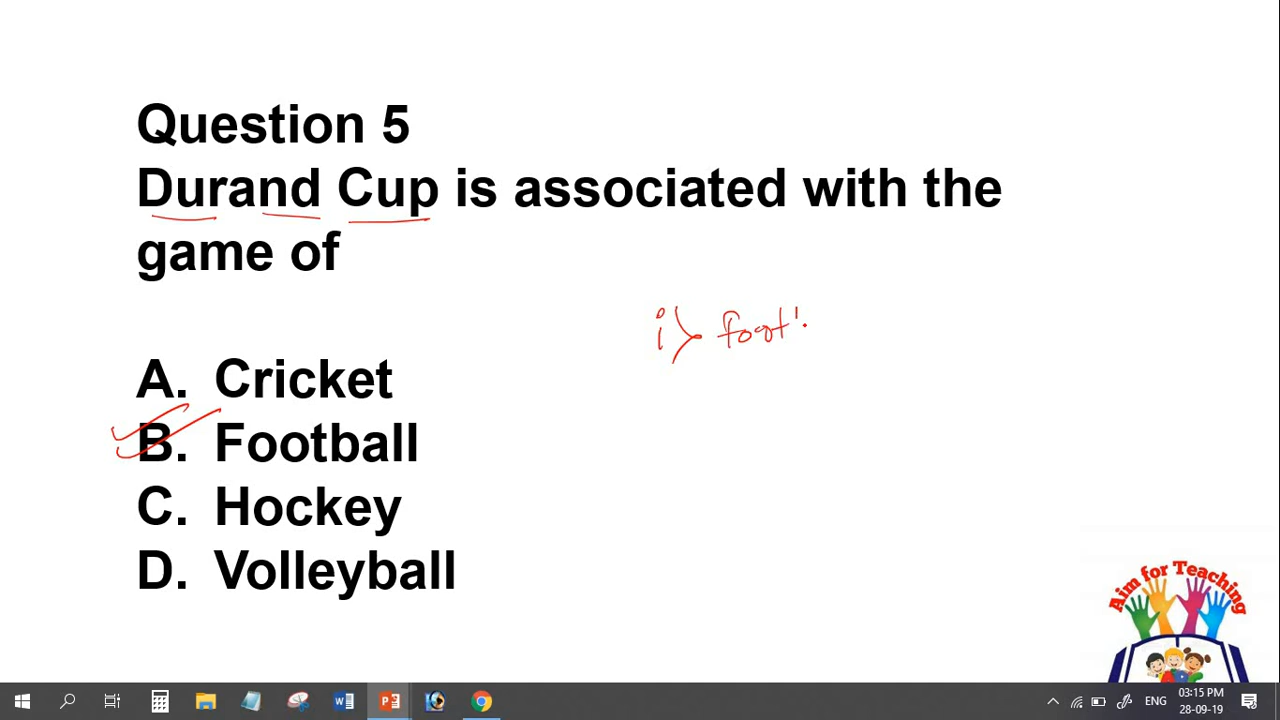 Question 5
Durand Cup is associated with the
game of
i) Foot
A. Cricket
B. Football
C. Hockey
D. Volleyball
Aim for Teaching
ENG
03:15 PM
28-09-19